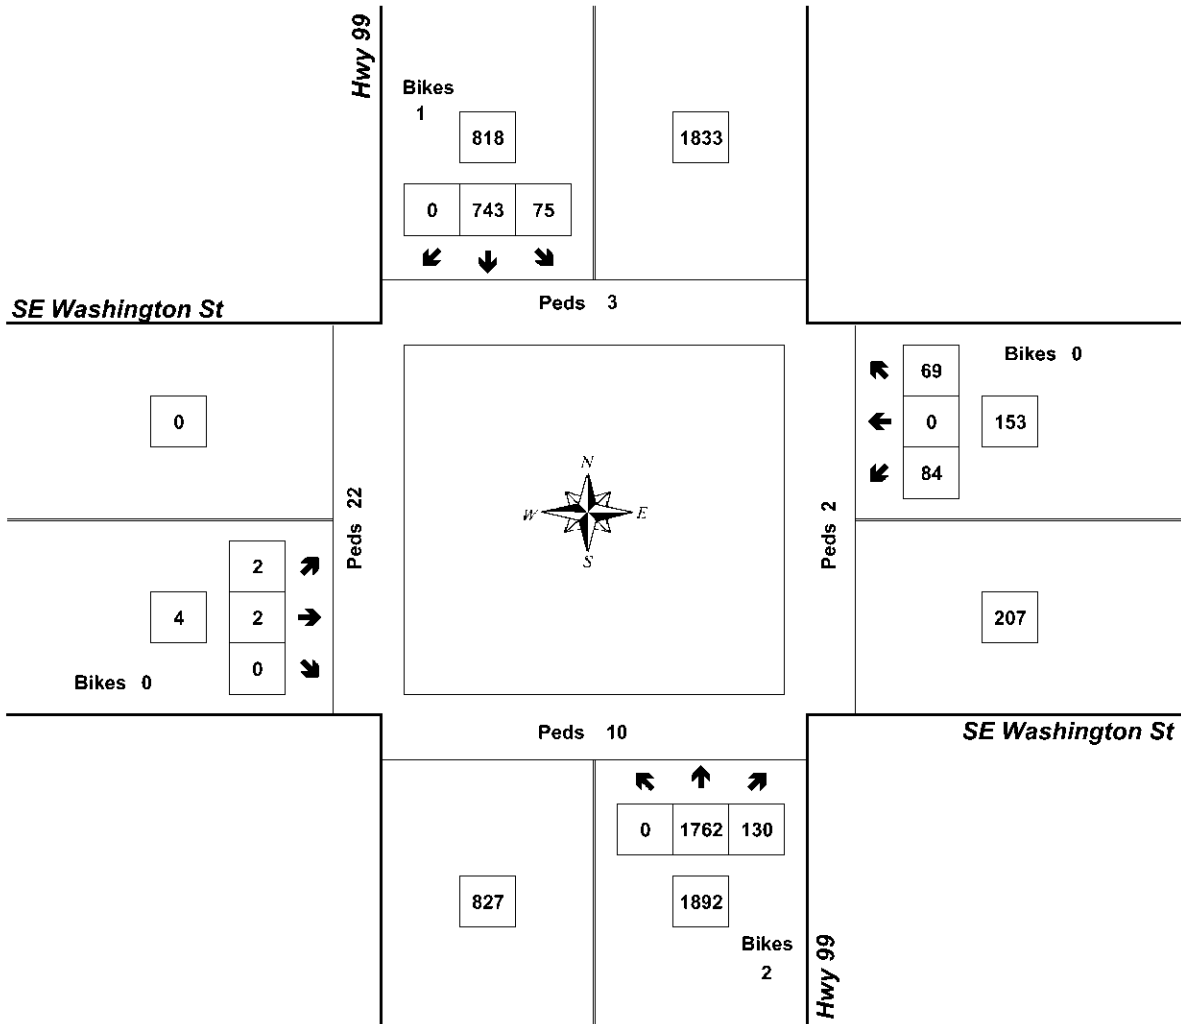 Hwy 99
Bikes
1
818
1833
0 743 75
SE Washington St
Peds 3
0
69
0
84
Bikes 0
153
N
W E
S
Peds 22
Peds 2
2
2
0
4
Bikes 0
207
Peds 10
SE Washington St
0 1762 130
827
1892
Bikes
2
Hwy 99